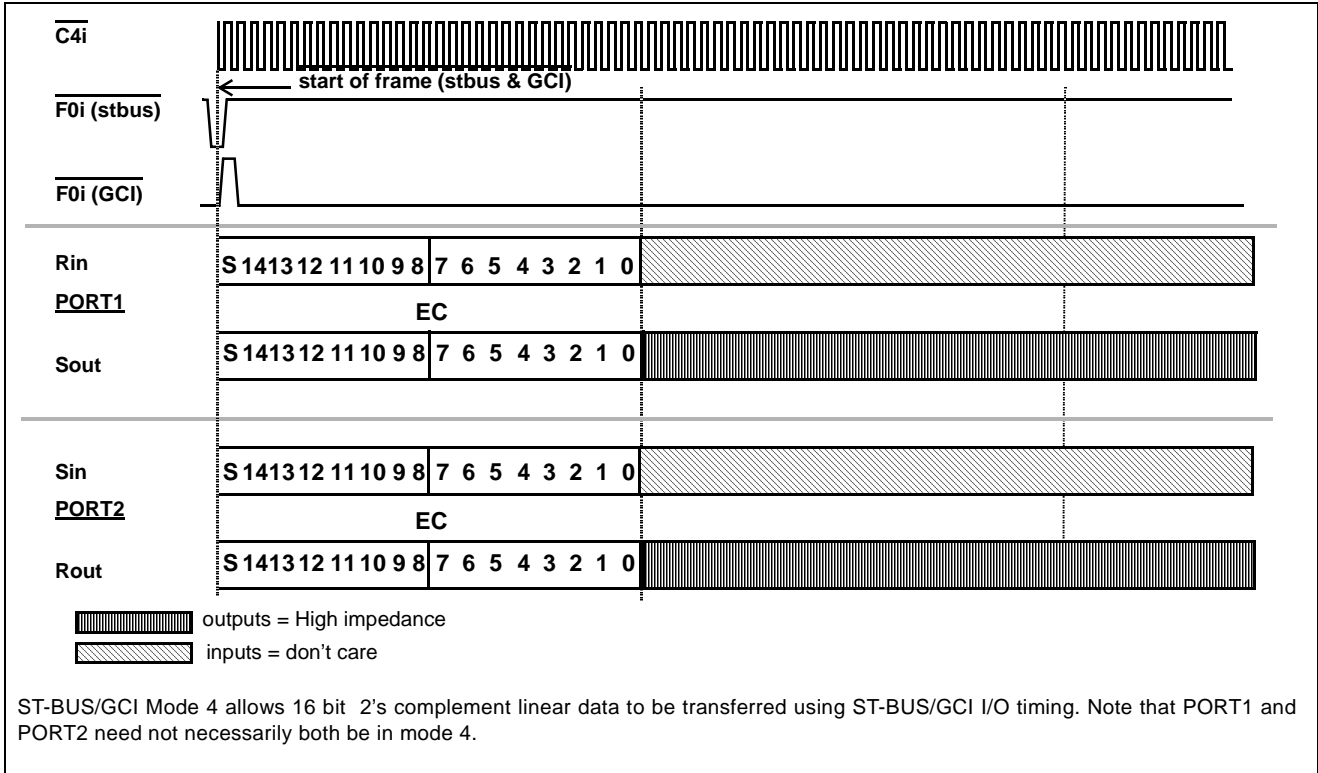 C4i
start of frame (stbus & GCI)
F0i (stbus)
F0i (GCI)
Rin
S 14 13 12 11 10 9 8 7 6 5 4 3 2 1 0
PORT1
EC
Sout
S 14 13 12 11 10 9 8 7 6 5 4 3 2 1 0
Sin
S 14 13 12 11 10 9 8 7 6 5 4 3 2 1 0
PORT2
EC
Rout
S 14 13 12 11 10 9 8 7 6 5 4 3 2 1 0
outputs = High impedance
inputs = don't care
ST-BUS/GCI Mode 4 allows 16 bit 2's complement linear data to be transferred using ST-BUS/GCI I/O timing. Note that PORT1 and
PORT2 need not necessarily both be in mode 4.